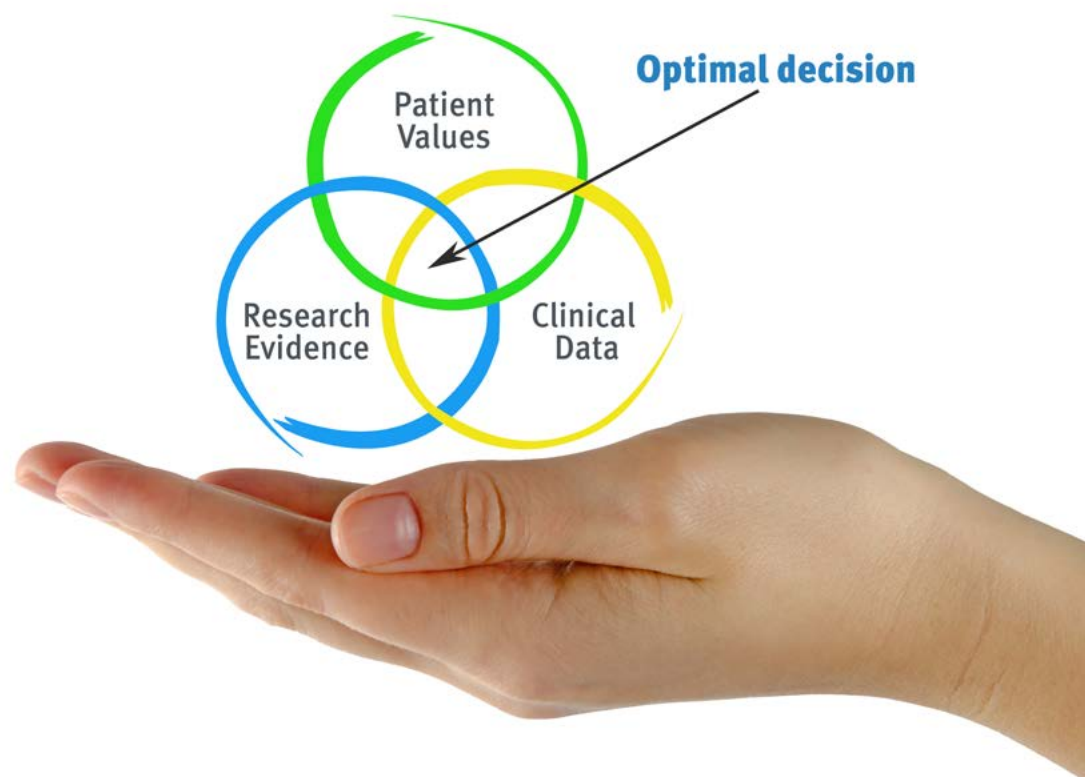 Optimal decision
Patient
Values
Research
Evidence
Clinical
Data